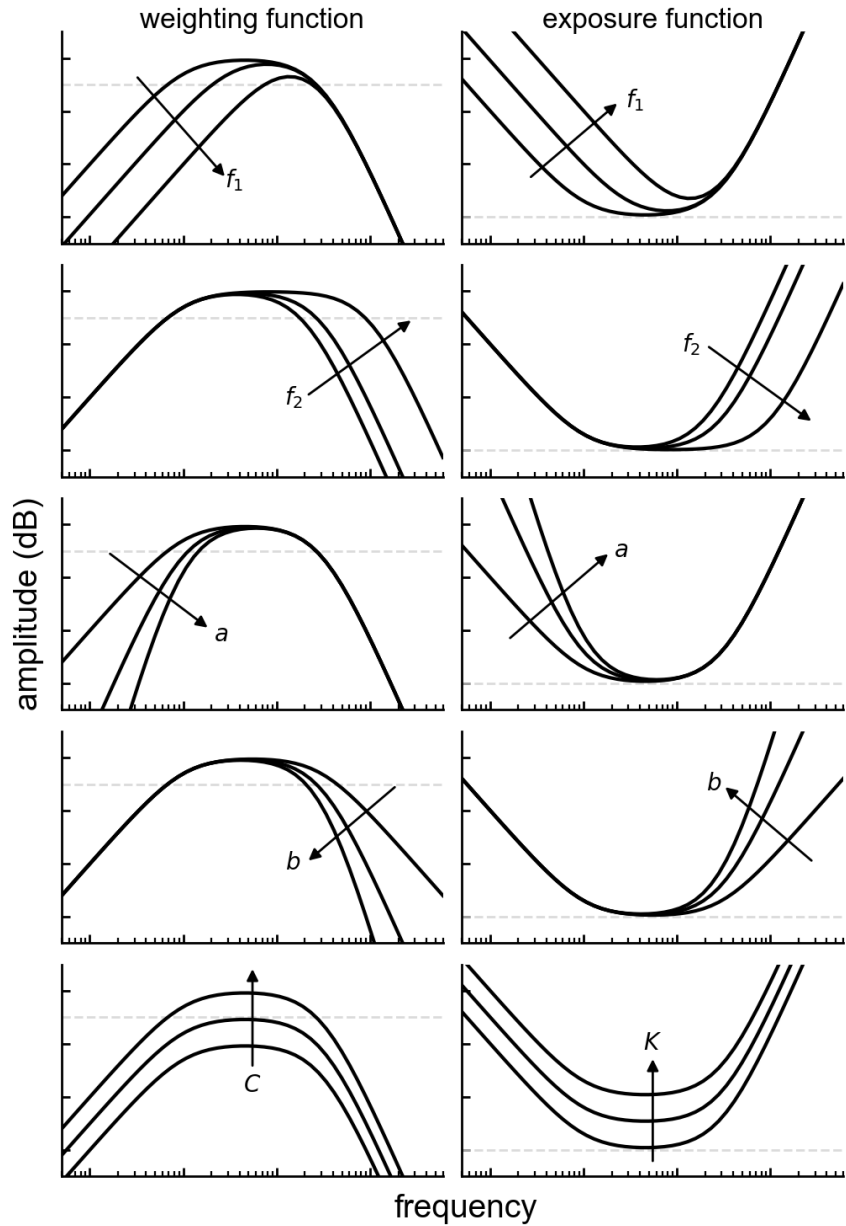 weighting function
exposure function
f1
f1
f2
f2
a
a
b
b
C
K
amplitude (dB)
frequency